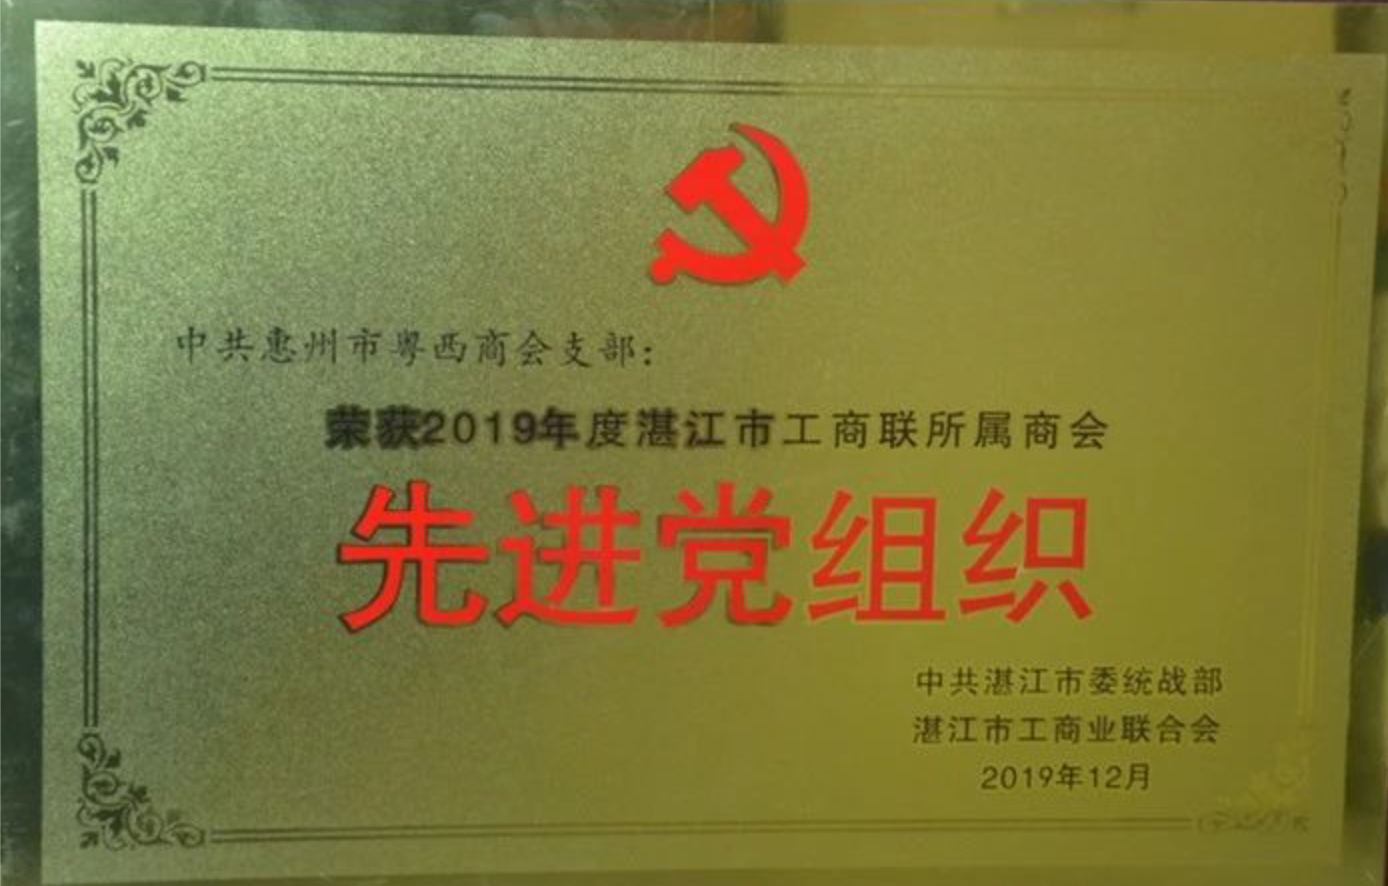 中共惠州市粤西商会支部：
荣获2019年度湛江市工商联所属商会
先进党组织
中共湛江市委统战部
湛江市工商业联合会
2019年12月